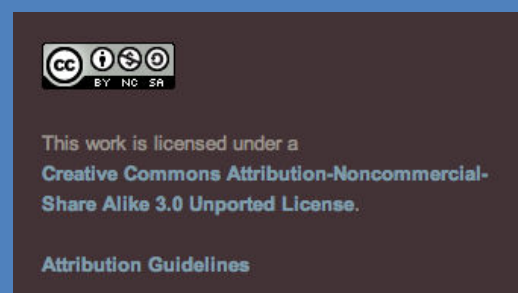 cc
BY NC SA
This work is licensed under a
Creative Commons Attribution-Noncommercial-
Share Alike 3.0 Unported License.
Attribution Guidelines